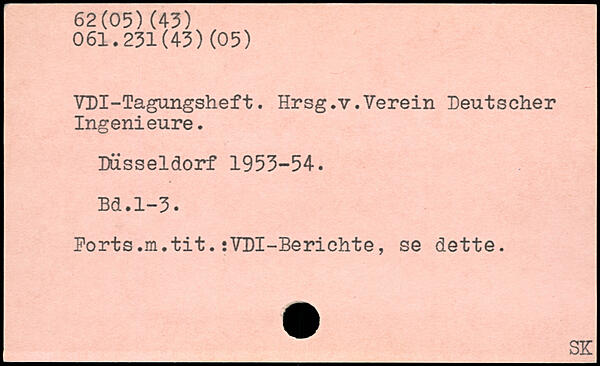 62(05)(43)
061.231(43)(05)
VDI-Tagungsheft. Hrsg.v.Verein Deutscher
Ingenieure.
Düsseldorf 1953-54.
Bd.1-3.
Forts.m.tit.:VDI-Berichte, se dette.
SK